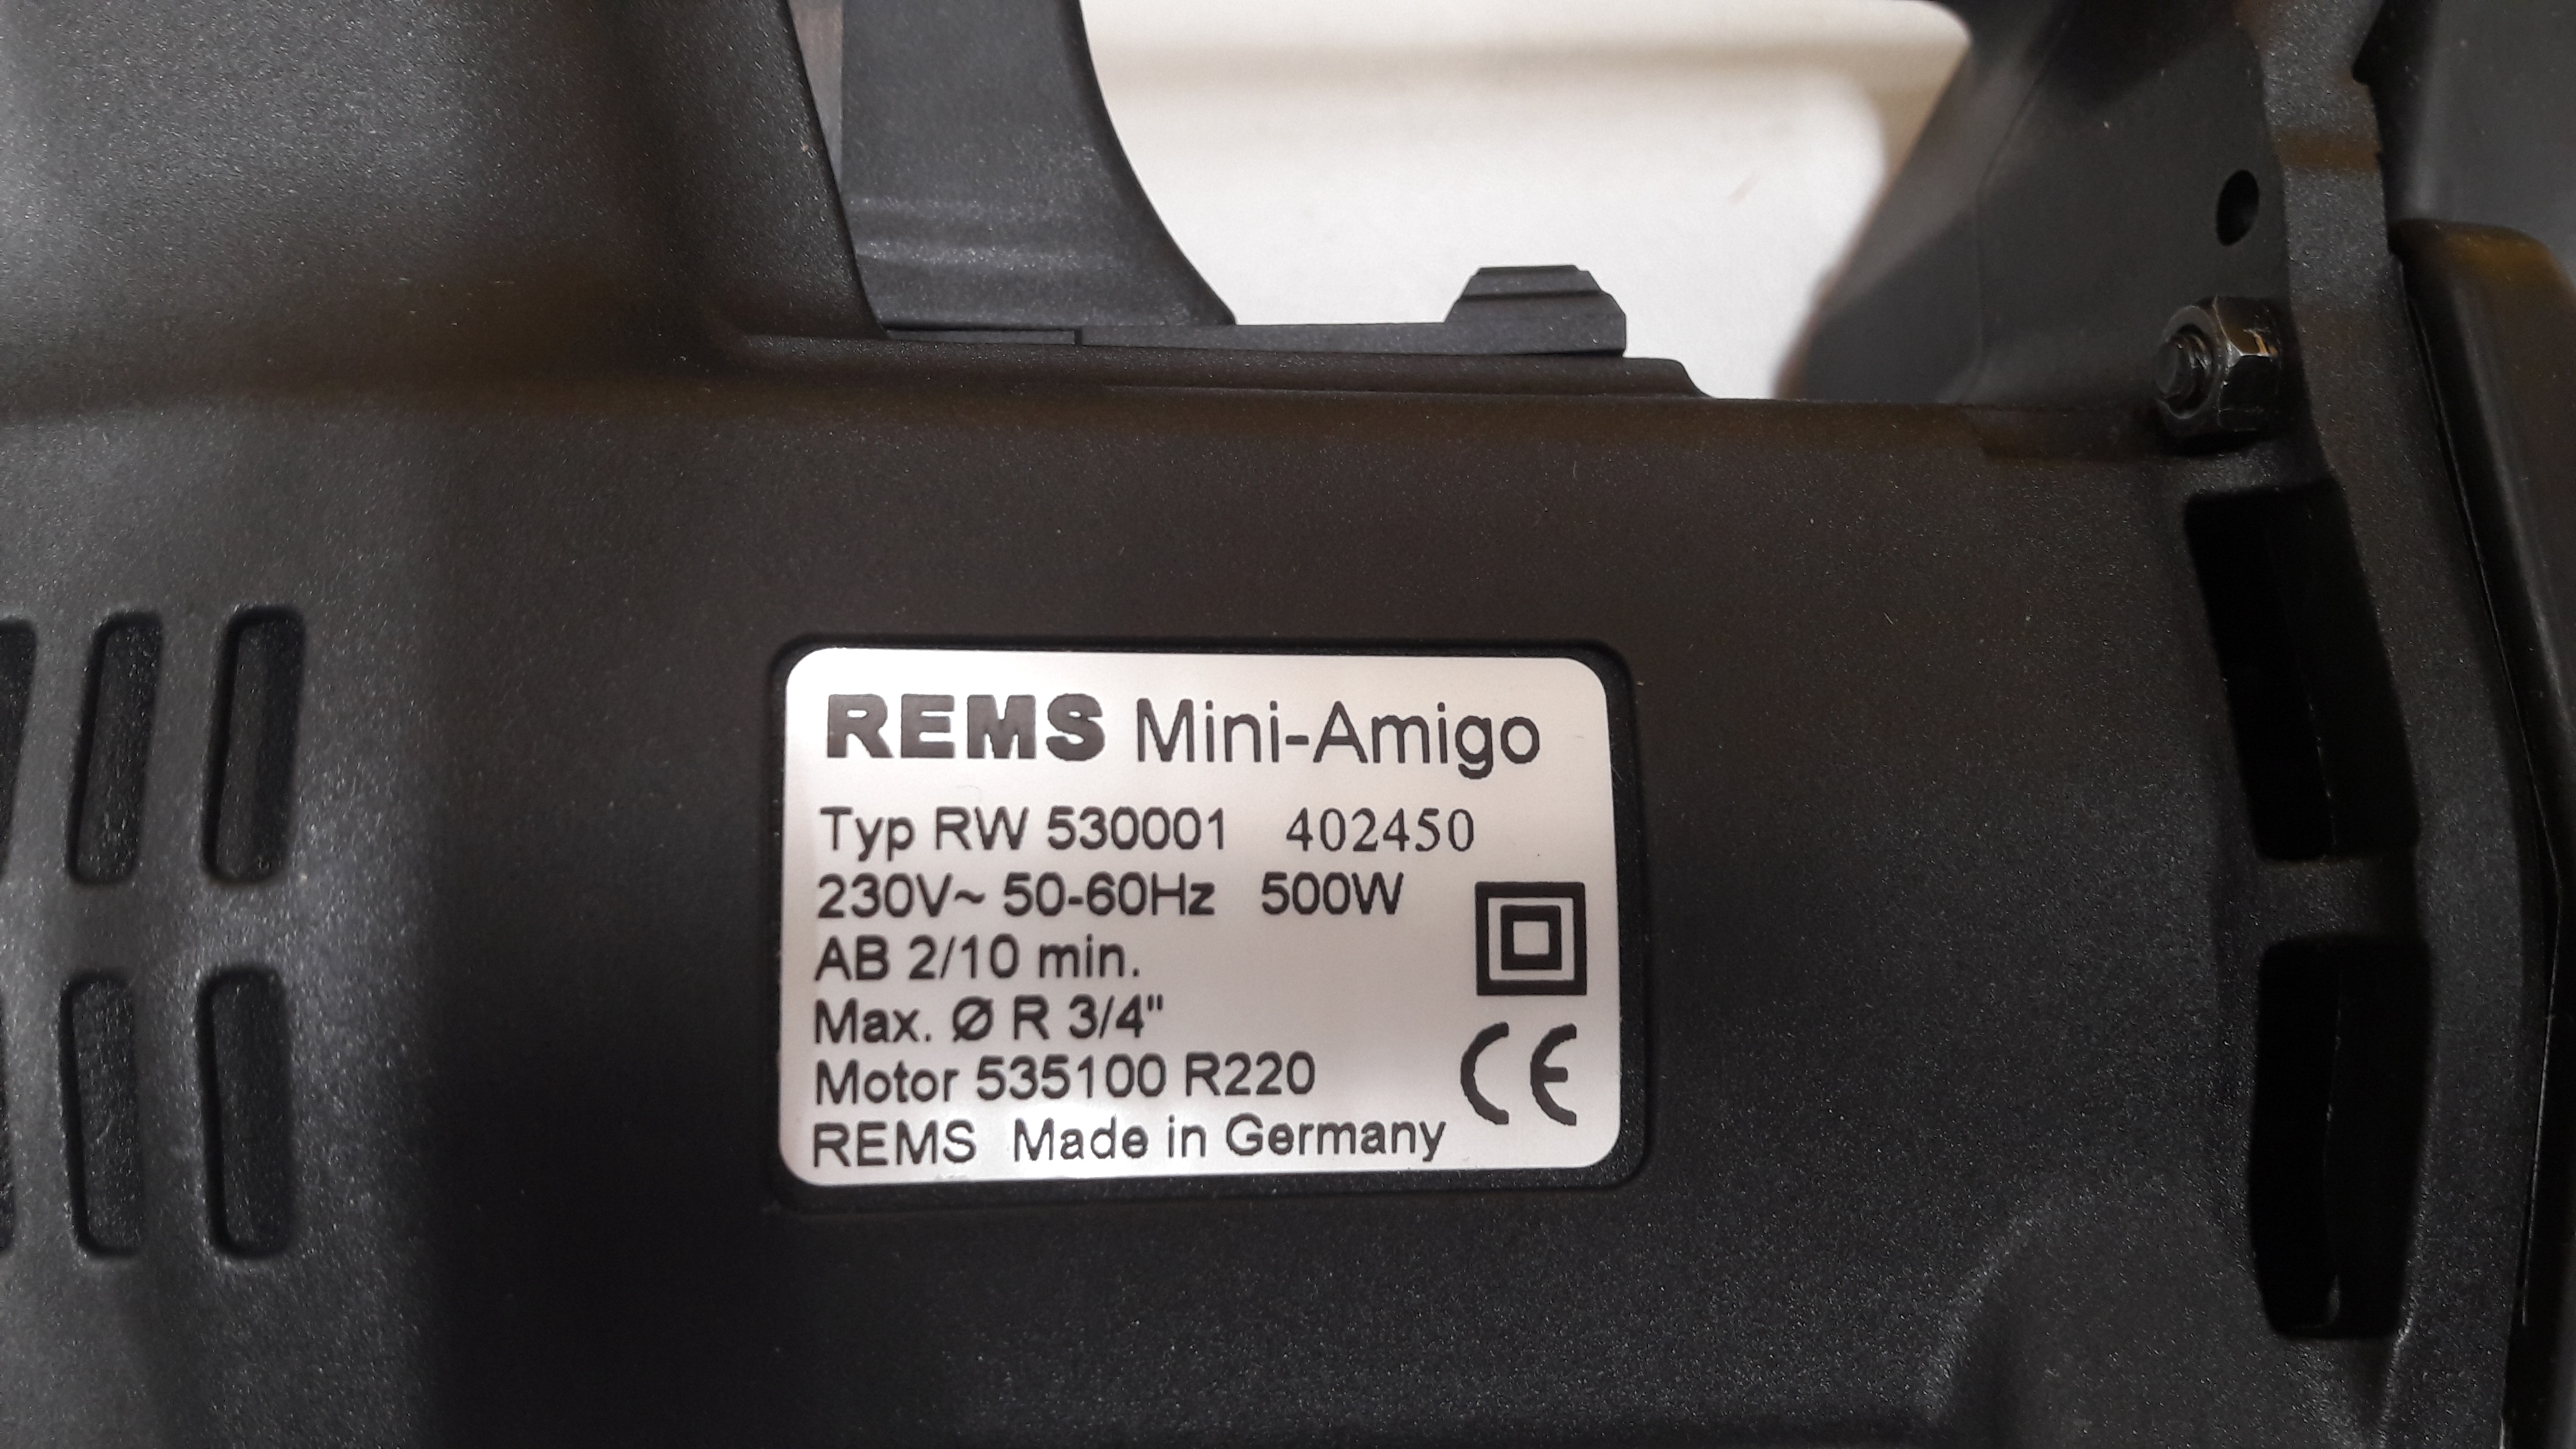 REMS Mini-Amigo
Typ RW 530001 402450
230V~ 50-60Hz 500W
AB 2/10 min.
Max. Ø R 3/4"
Motor 535100 R220
CE
REMS Made in Germany